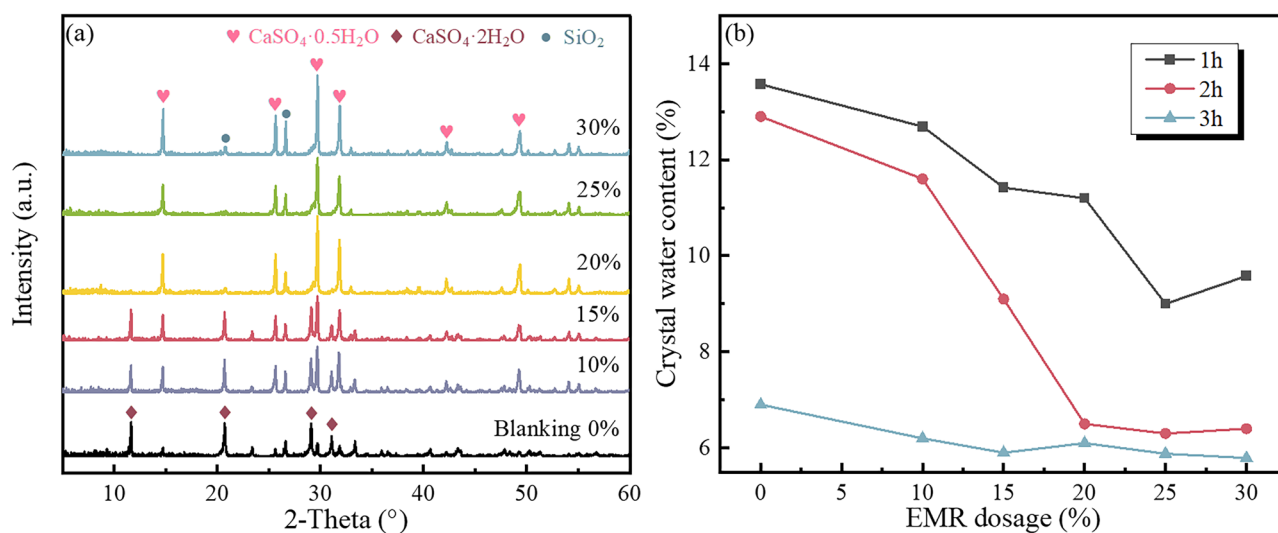 (a)
CaSO₄·0.5H₂O
CaSO₄·2H₂O
SiO₂
30%
25%
20%
15%
10%
Blanking 0%
Intensity (a.u.)
10
20
30
40
50
60
2-Theta (°)
(b)
1h
2h
3h
Crystal water content (%)
14
12
10
8
6
0
5
10
15
20
25
30
EMR dosage (%)